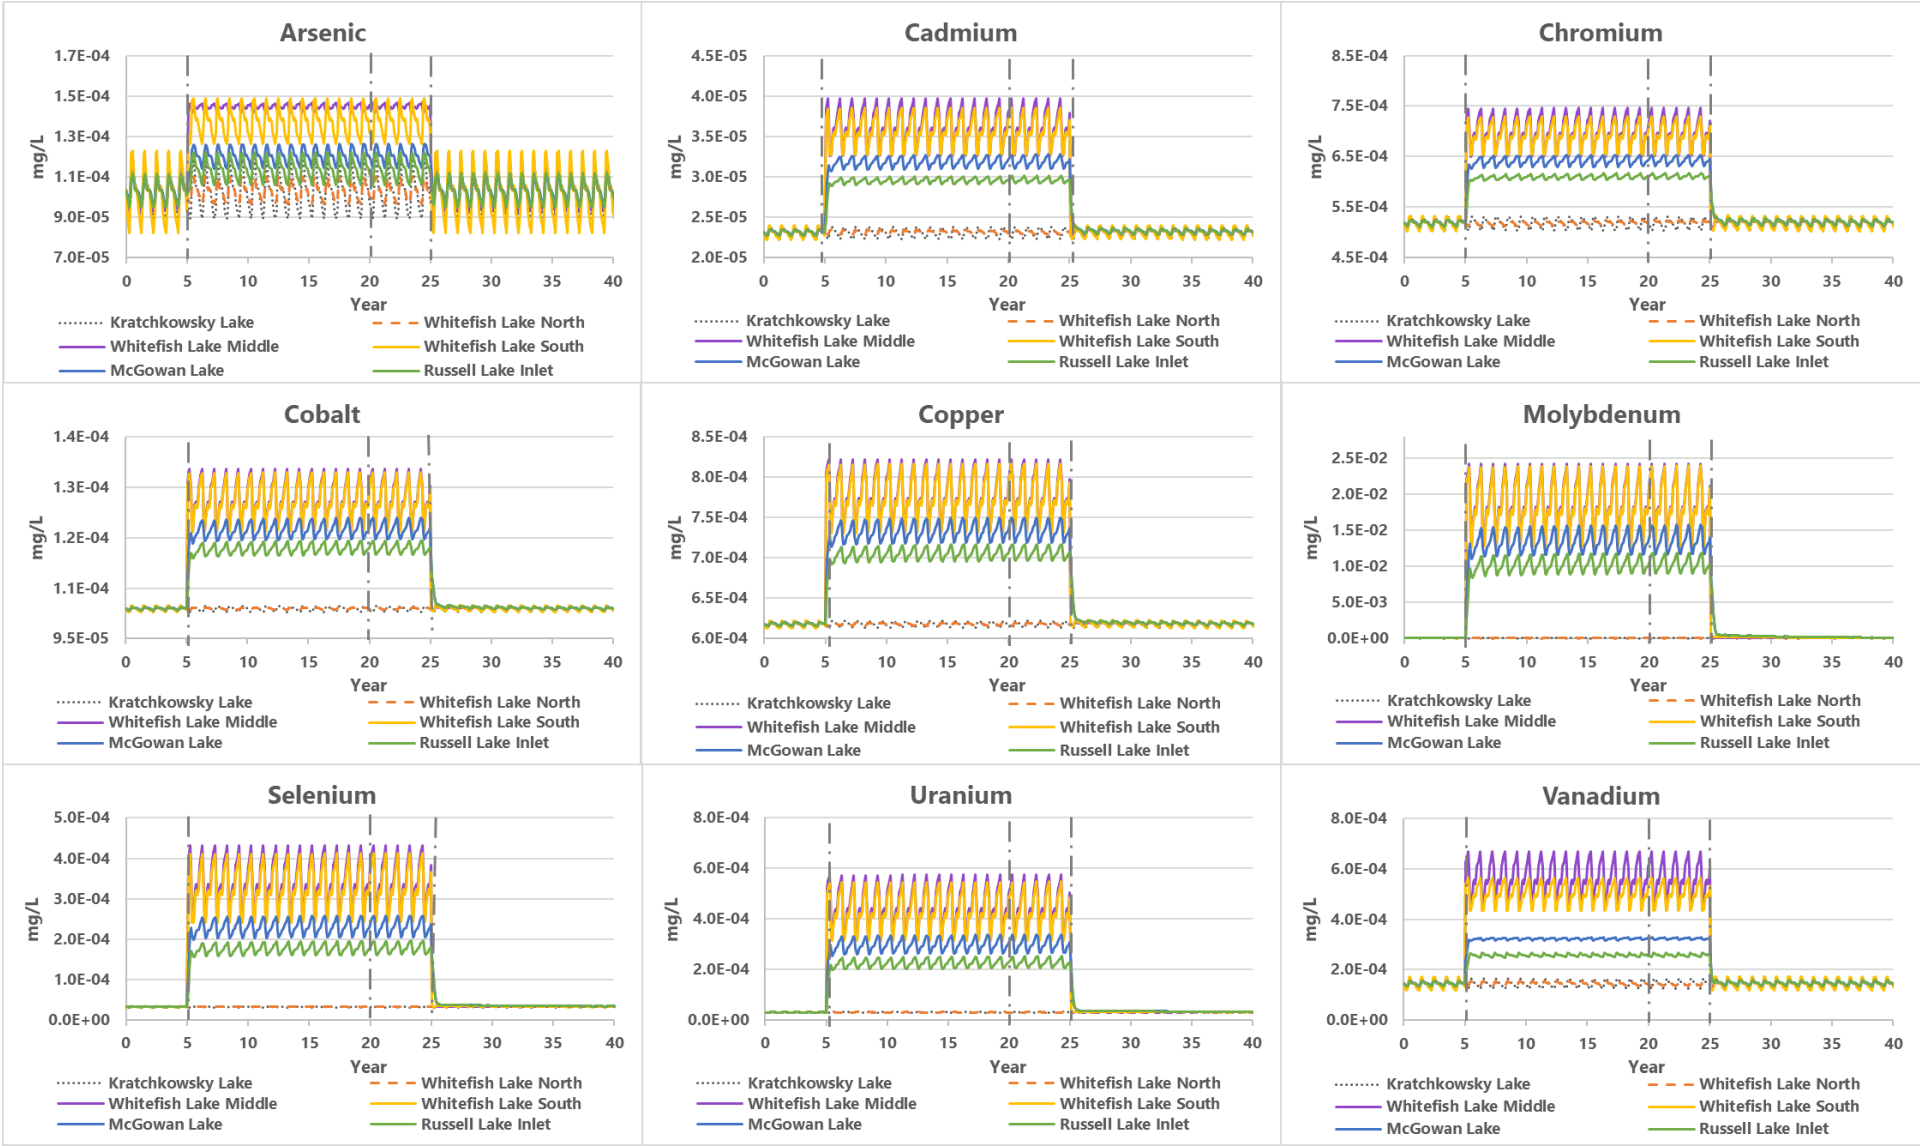 Arsenic
1.7E-04
1.5E-04
1.3E-04
1.1E-04
9.0E-05
7.0E-05
mg/L
0 5 10 15 20 25 30 35 40
Year
Kratchkowsky Lake Whitefish Lake North
Whitefish Lake Middle Whitefish Lake South
McGowan Lake Russell Lake Inlet
Cadmium
4.5E-05
4.0E-05
3.5E-05
3.0E-05
2.5E-05
2.0E-05
mg/L
0 5 10 15 20 25 30 35 40
Year
Kratchkowsky Lake Whitefish Lake North
Whitefish Lake Middle Whitefish Lake South
McGowan Lake Russell Lake Inlet
Chromium
8.5E-04
7.5E-04
6.5E-04
5.5E-04
4.5E-04
mg/L
0 5 10 15 20 25 30 35 40
Year
Kratchkowsky Lake Whitefish Lake North
Whitefish Lake Middle Whitefish Lake South
McGowan Lake Russell Lake Inlet
Cobalt
1.4E-04
1.3E-04
1.2E-04
1.1E-04
9.5E-05
mg/L
0 5 10 15 20 25 30 35 40
Year
Kratchkowsky Lake Whitefish Lake North
Whitefish Lake Middle Whitefish Lake South
McGowan Lake Russell Lake Inlet
Copper
8.5E-04
8.0E-04
7.5E-04
7.0E-04
6.5E-04
6.0E-04
mg/L
0 5 10 15 20 25 30 35 40
Year
Kratchkowsky Lake Whitefish Lake North
Whitefish Lake Middle Whitefish Lake South
McGowan Lake Russell Lake Inlet
Molybdenum
2.5E-02
2.0E-02
1.5E-02
1.0E-02
5.0E-03
0.0E+00
mg/L
0 5 10 15 20 25 30 35 40
Year
Kratchkowsky Lake Whitefish Lake North
Whitefish Lake Middle Whitefish Lake South
McGowan Lake Russell Lake Inlet
Selenium
5.0E-04
4.0E-04
3.0E-04
2.0E-04
1.0E-04
0.0E+00
mg/L
0 5 10 15 20 25 30 35 40
Year
Kratchkowsky Lake Whitefish Lake North
Whitefish Lake Middle Whitefish Lake South
McGowan Lake Russell Lake Inlet
Uranium
8.0E-04
6.0E-04
4.0E-04
2.0E-04
0.0E+00
mg/L
0 5 10 15 20 25 30 35 40
Year
Kratchkowsky Lake Whitefish Lake North
Whitefish Lake Middle Whitefish Lake South
McGowan Lake Russell Lake Inlet
Vanadium
8.0E-04
6.0E-04
4.0E-04
2.0E-04
0.0E+00
mg/L
0 5 10 15 20 25 30 35 40
Year
Kratchkowsky Lake Whitefish Lake North
Whitefish Lake Middle Whitefish Lake South
McGowan Lake Russell Lake Inlet